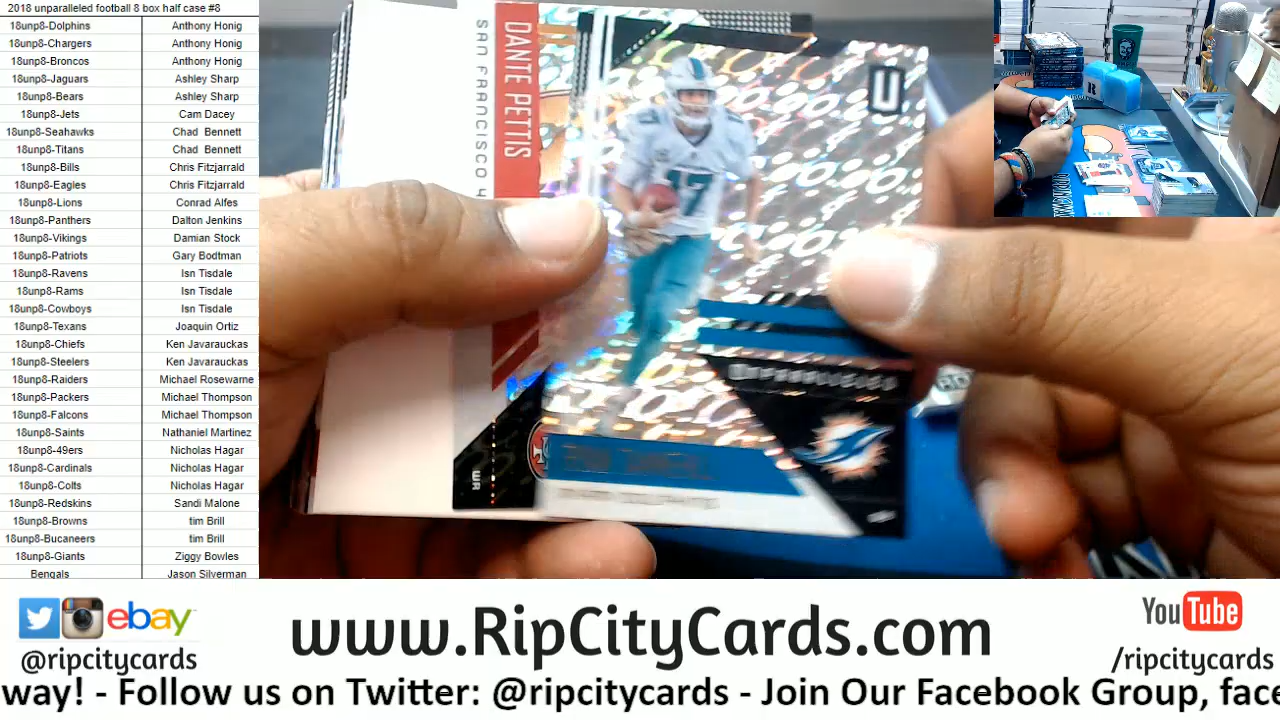 2018 unparalleled football 8 box half case #8
18unp8-Dolphins Anthony Honig
18unp8-Chargers Anthony Honig
18unp8-Broncos Anthony Honig
18unp8-Jaguars Ashley Sharp
18unp8-Bears Ashley Sharp
18unp8-Jets Cam Dacey
18unp8-Seahawks Chad Bennett
18unp8-Titans Chad Bennett
18unp8-Bills Chris Fitzjarrald
18unp8-Eagles Chris Fitzjarrald
18unp8-Lions Conrad Alfes
18unp8-Panthers Dalton Jenkins
18unp8-Vikings Damian Stock
18unp8-Patriots Gary Bodtman
18unp8-Ravens Isn Tisdale
18unp8-Rams Isn Tisdale
18unp8-Cowboys Isn Tisdale
18unp8-Texans Joaquin Ortiz
18unp8-Chiefs Ken Javarauckas
18unp8-Steelers Ken Javarauckas
18unp8-Raiders Michael Rosewarne
18unp8-Packers Michael Thompson
18unp8-Falcons Michael Thompson
18unp8-Saints Nathaniel Martinez
18unp8-49ers Nicholas Hagar
18unp8-Cardinals Nicholas Hagar
18unp8-Colts Nicholas Hagar
18unp8-Redskins Sandi Malone
18unp8-Browns tim Brill
18unp8-Bucaneers tim Brill
18unp8-Giants Ziggy Bowles
Bengals Jason Silverman
DANTE PETTIS
SAN FRANCISCO 4
WR
U
17
ebay
@ripcitycards
www.RipCityCards.com
YouTube
/ripcitycards
way! - Follow us on Twitter: @ripcitycards - Join Our Facebook Group, face